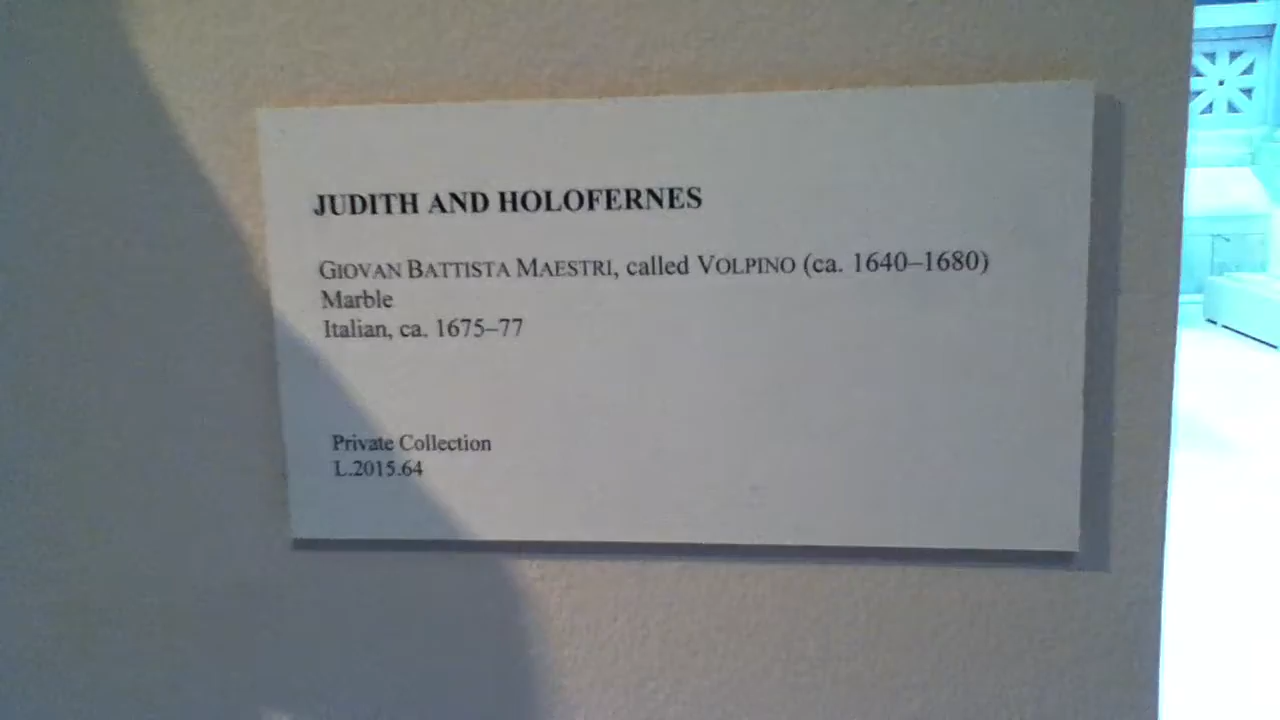 JUDITH AND HOLOFERNES
GIOVAN BATTISTA MAESTRI, called VOLPINO (ca. 1640–1680)
Marble
Italian, ca. 1675–77
Private Collection
L.2015.64